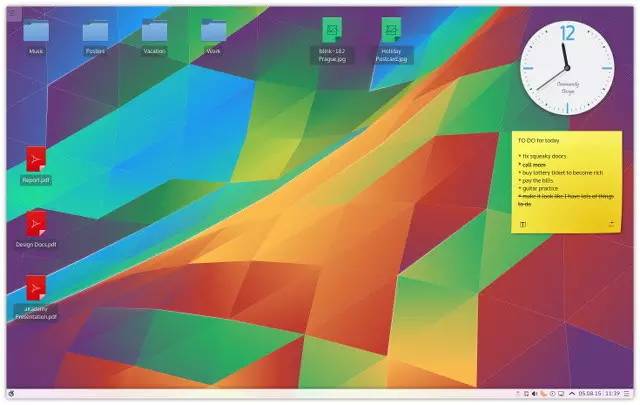 Music
Posters
Vacation
Work
blink-182
Prague.jpg
Holiday
Postcard.jpg
12
Community
Design
TO-DO for today
* fix squeaky doors
* call mom
* buy lottery ticket to become rich
* pay the bills
* guitar practice
* make it look like I have lots of things
to do
Report.pdf
Design Docs.pdf
Presentation.pdf
05.08.15
11:39